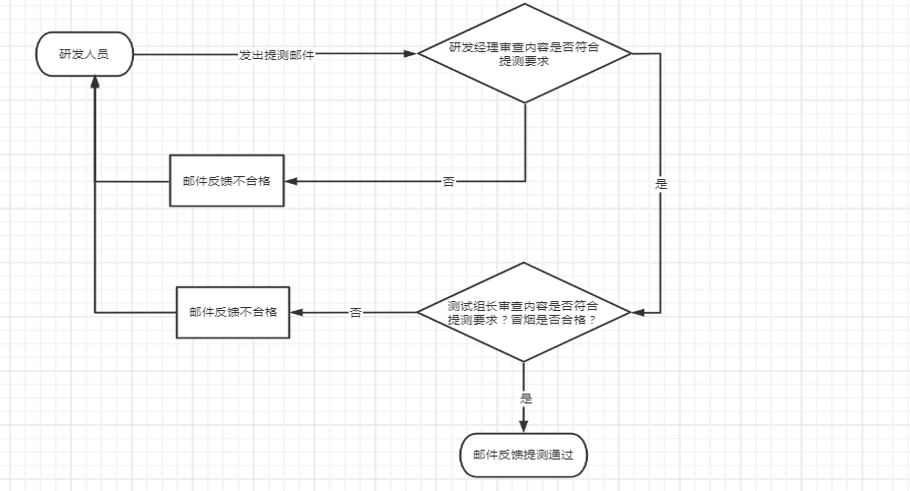 研发人员
发出提测邮件
研发经理审查内容是否符合
提测要求
邮件反馈不合格
否
是
邮件反馈不合格
否
测试组长审查内容是否符合
提测要求？冒烟是否合格？
是
邮件反馈提测通过